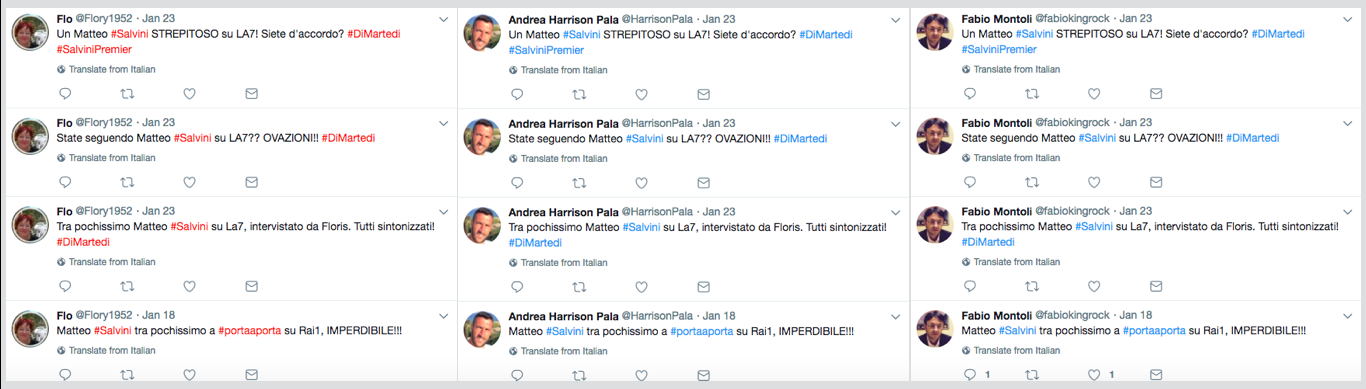 Flo @Flory1952 · Jan 23
Un Matteo #Salvini STREPITOSO su LA7! Siete d'accordo? #DiMartedi
#SalviniPremier
Translate from Italian
Flo @Flory1952 · Jan 23
State seguendo Matteo #Salvini su LA7?? OVAZIONI!! #DiMartedi
Translate from Italian
Flo @Flory1952 · Jan 23
Tra pochissimo Matteo #Salvini su La7, intervistato da Floris. Tutti sintonizzati!
#DiMartedi
Translate from Italian
Flo @Flory1952 · Jan 18
Matteo #Salvini tra pochissimo a #portaaporta su Rai1, IMPERDIBILE!!!
Translate from Italian
Andrea Harrison Pala @HarrisonPala · Jan 23
Un Matteo #Salvini STREPITOSO su LA7! Siete d'accordo? #DiMartedi
#SalviniPremier
Translate from Italian
Andrea Harrison Pala @HarrisonPala · Jan 23
State seguendo Matteo #Salvini su LA7?? OVAZIONI!! #DiMartedi
Translate from Italian
Andrea Harrison Pala @HarrisonPala · Jan 23
Tra pochissimo Matteo #Salvini su La7, intervistato da Floris. Tutti sintonizzati!
#DiMartedi
Translate from Italian
Andrea Harrison Pala @HarrisonPala · Jan 18
Matteo #Salvini tra pochissimo a #portaaporta su Rai1, IMPERDIBILE!!!
Translate from Italian
Fabio Montoli @fabiokingrock · Jan 23
Un Matteo #Salvini STREPITOSO su LA7! Siete d'accordo? #DiMartedi
#SalviniPremier
Translate from Italian
Fabio Montoli @fabiokingrock · Jan 23
State seguendo Matteo #Salvini su LA7?? OVAZIONI!! #DiMartedi
Translate from Italian
Fabio Montoli @fabiokingrock · Jan 23
Tra pochissimo Matteo #Salvini su La7, intervistato da Floris. Tutti sintonizzati!
#DiMartedi
Translate from Italian
Fabio Montoli @fabiokingrock · Jan 18
Matteo #Salvini tra pochissimo a #portaaporta su Rai1, IMPERDIBILE!!!
Translate from Italian
1 1